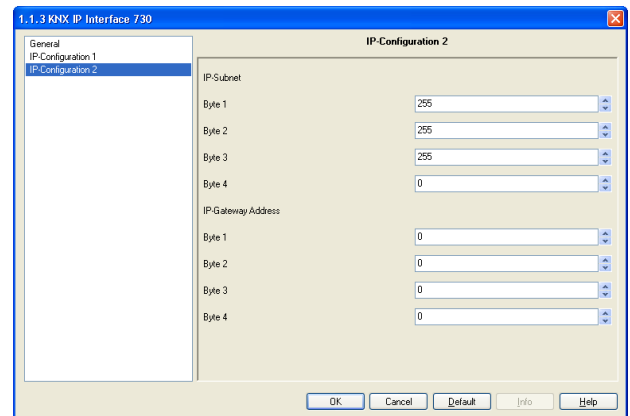 1.1.3 KNX IP Interface 730
General
IP-Configuration 1
IP-Configuration 2
IP-Configuration 2
IP-Subnet
Byte 1 255
Byte 2 255
Byte 3 255
Byte 4 0
IP-Gateway Address
Byte 1 0
Byte 2 0
Byte 3 0
Byte 4 0
OK Cancel Default Info Help